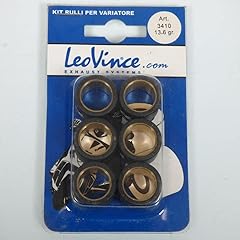 KIT RULLI PER VARIATORE
Art.
3410
13.6 gr.
LeoVince.com
EXHAUST SYSTEMS